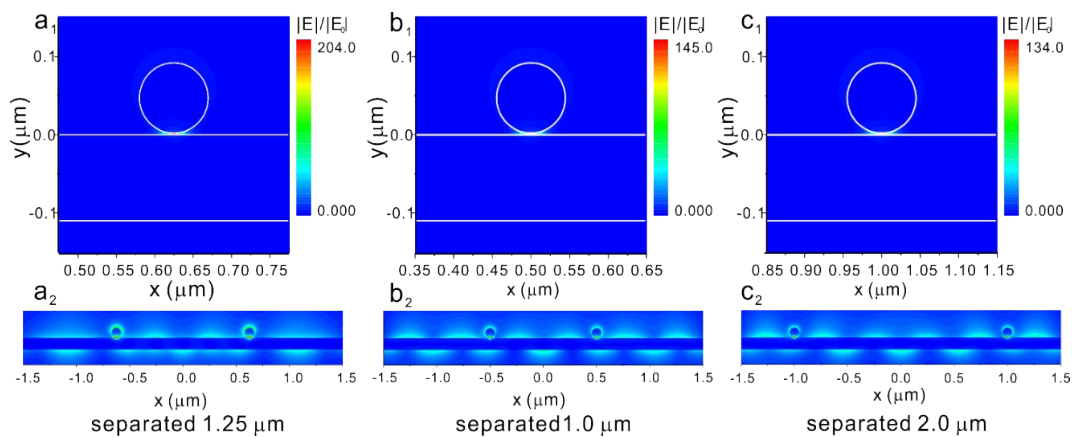 a1
|E|/|E0|
204.0
0.000
0.1
0.0
-0.1
y(μm)
0.50 0.55 0.60 0.65 0.70 0.75
x (μm)
b1
|E|/|E0|
145.0
0.000
0.1
0.0
-0.1
y(μm)
0.35 0.40 0.45 0.50 0.55 0.60 0.65
x (μm)
c1
|E|/|E0|
134.0
0.000
0.1
0.0
-0.1
y(μm)
0.85 0.90 0.95 1.00 1.05 1.10 1.15
x (μm)
a2
-1.5 -1.0 -0.5 0.0 0.5 1.0 1.5
x (μm)
separated 1.25 μm
b2
-1.5 -1.0 -0.5 0.0 0.5 1.0 1.5
x (μm)
separated1.0 μm
c2
-1.5 -1.0 -0.5 0.0 0.5 1.0 1.5
x (μm)
separated 2.0 μm